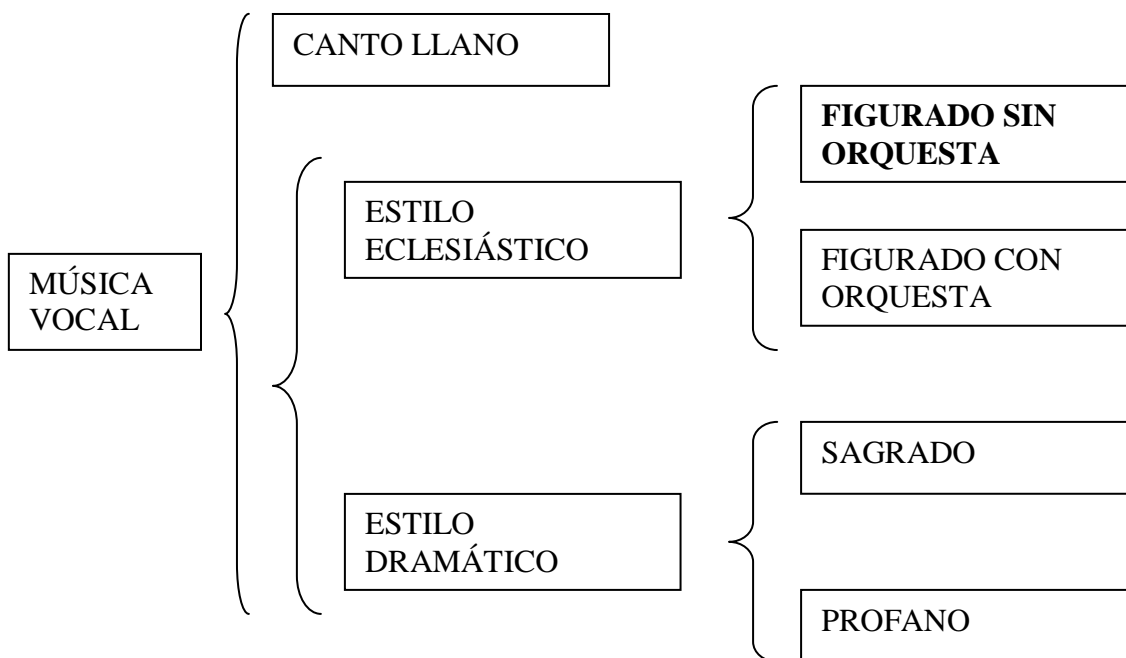 CANTO LLANO
FIGURADO SIN
ORQUESTA
ESTILO
ECLESIÁSTICO
FIGURADO CON
ORQUESTA
MÚSICA
VOCAL
SAGRADO
ESTILO
DRAMÁTICO
PROFANO